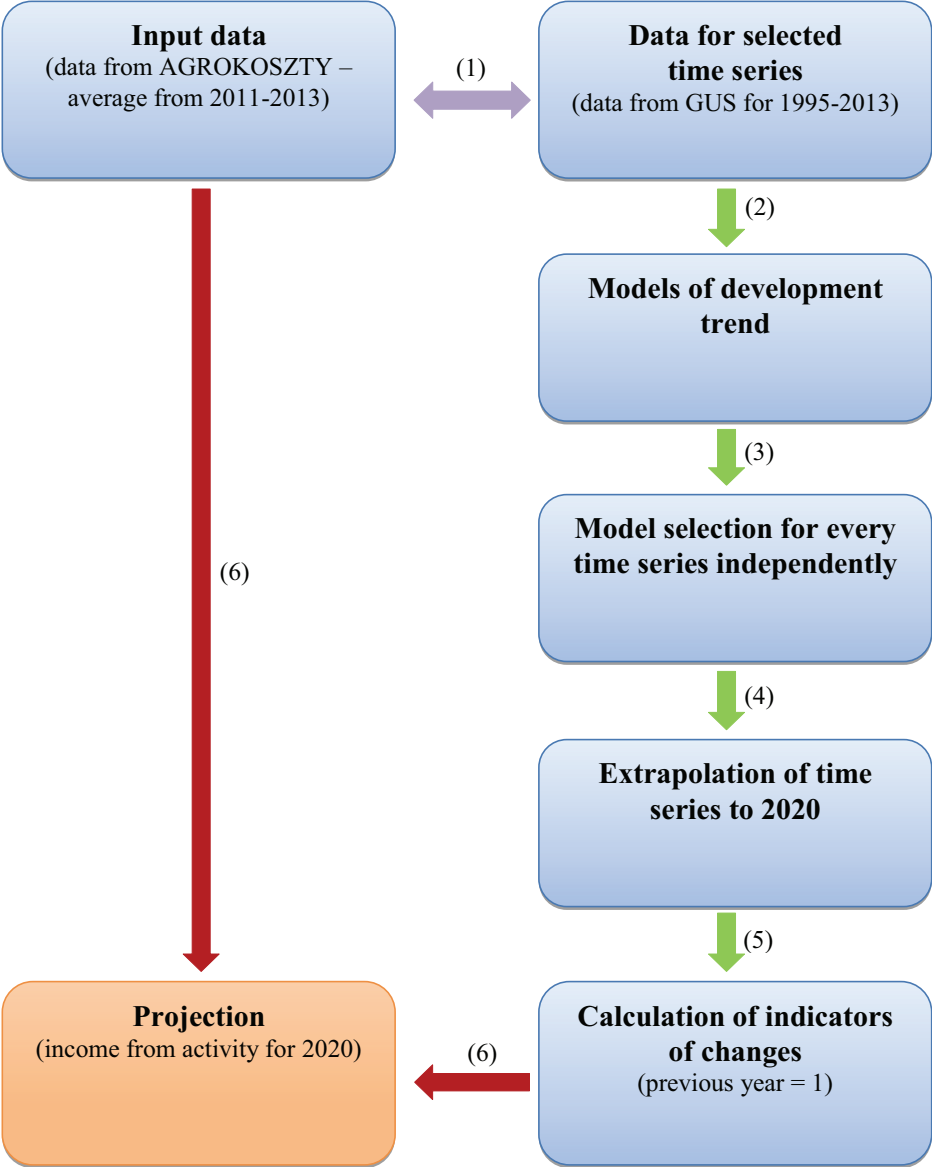 Input data
(data from AGROKOSZTY –
average from 2011-2013)
(1)
Data for selected
time series
(data from GUS for 1995-2013)
(2)
Models of development
trend
(3)
Model selection for every
time series independently
(6)
(4)
Extrapolation of time
series to 2020
(5)
Projection
(income from activity for 2020)
(6)
Calculation of indicators
of changes
(previous year = 1)